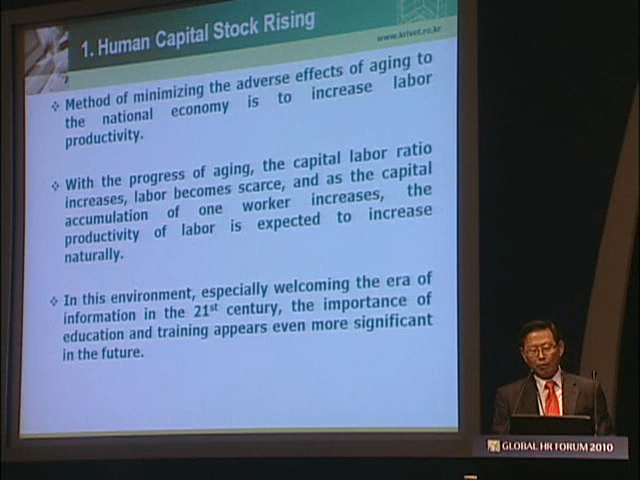 1. Human Capital Stock Rising
www.krivet.re.kr
❖ Method of minimizing the adverse effects of aging to
the national economy is to increase labor
productivity.
❖ With the progress of aging, the capital labor ratio
increases, labor becomes scarce, and as the capital
accumulation of one worker increases, the
productivity of labor is expected to increase
naturally.
❖ In this environment, especially welcoming the era of
information in the 21st century, the importance of
education and training appears even more significant
in the future.
GLOBAL HR FORUM 2010